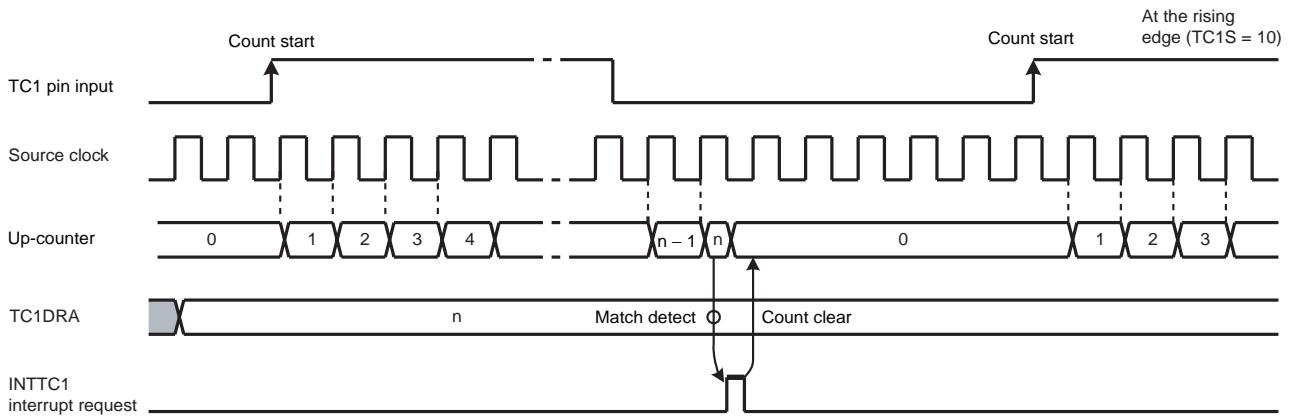 At the rising
edge (TC1S = 10)
Count start
Count start
TC1 pin input
Source clock
Up-counter
0
1
2
3
4
n – 1
n
0
1
2
3
TC1DRA
n
Match detect
Count clear
INTTC1
interrupt request